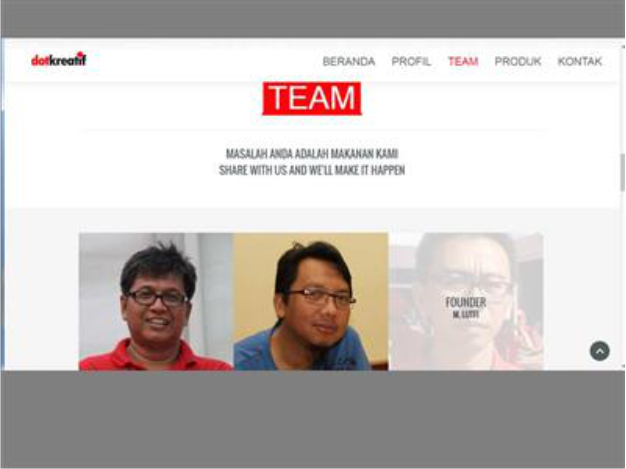 dotkreatif
BERANDA PROFIL TEAM PRODUK KONTAK
TEAM
MASALAH ANDA ADALAH MAKANAN KAMI
SHARE WITH US AND WE'LL MAKE IT HAPPEN
FOUNDER
M. LUTFI